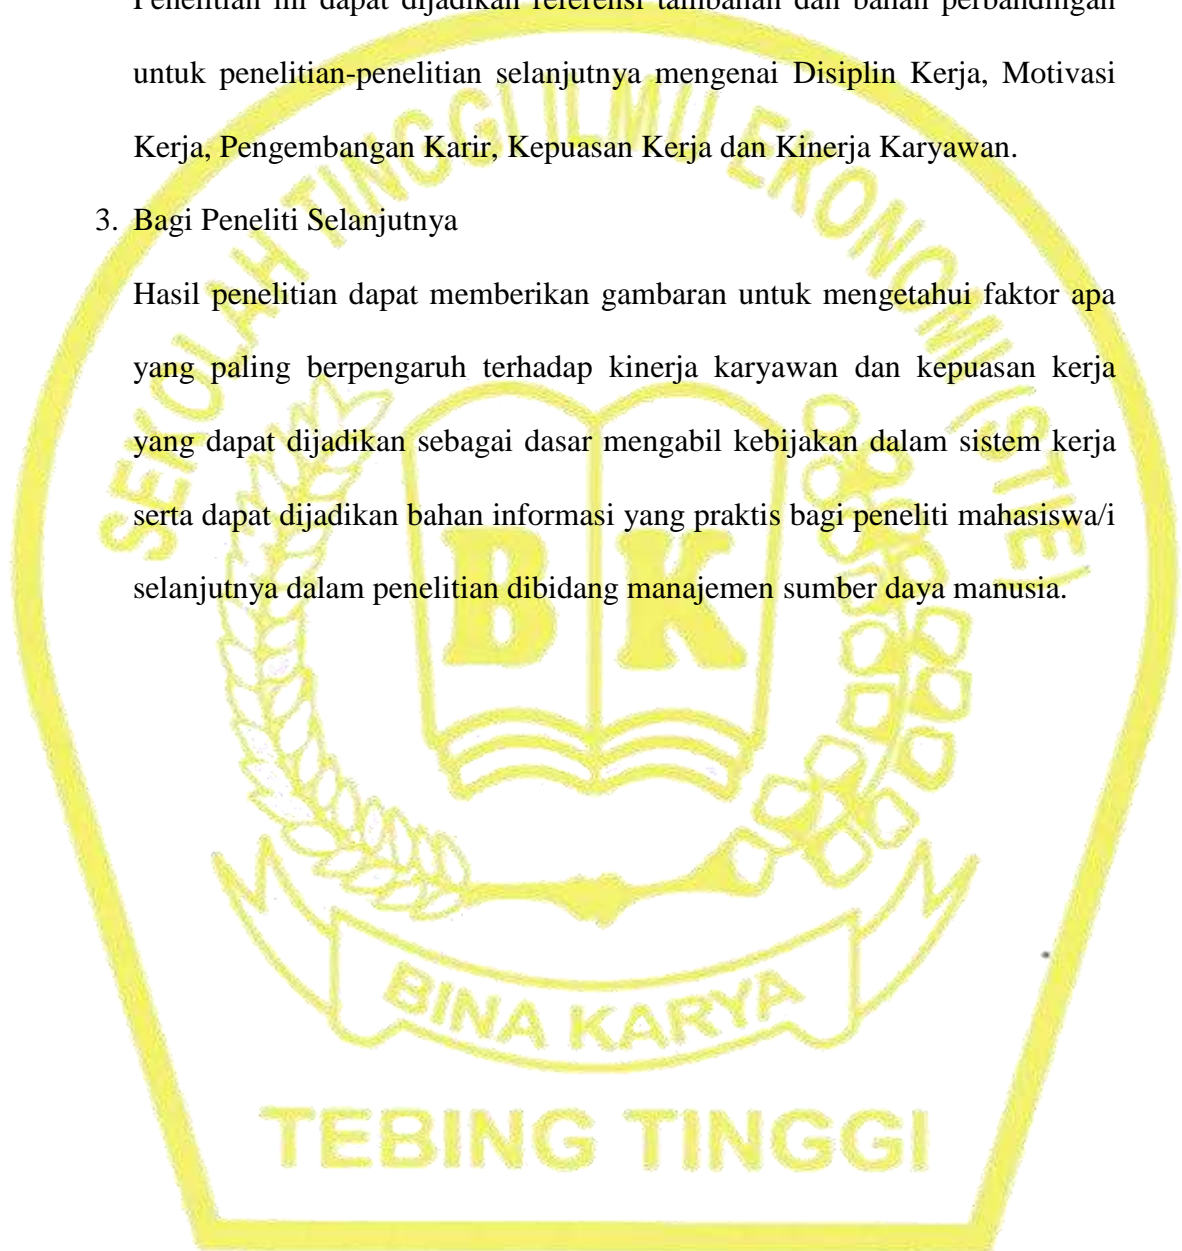 Penelitian ini dapat dijadikan referensi tambahan dan bahan perbandingan
untuk penelitian-penelitian selanjutnya mengenai Disiplin Kerja, Motivasi
Kerja, Pengembangan Karir, Kepuasan Kerja dan Kinerja Karyawan.
3. Bagi Peneliti Selanjutnya
Hasil penelitian dapat memberikan gambaran untuk mengetahui faktor apa
yang paling berpengaruh terhadap kinerja karyawan dan kepuasan kerja
yang dapat dijadikan sebagai dasar mengabil kebijakan dalam sistem kerja
serta dapat dijadikan bahan informasi yang praktis bagi peneliti mahasiswa/i
selanjutnya dalam penelitian dibidang manajemen sumber daya manusia.
SEKOLAH TINGGI ILMU EKONOMI (STIE)
B K
BINA KARYA
TEBING TINGGI